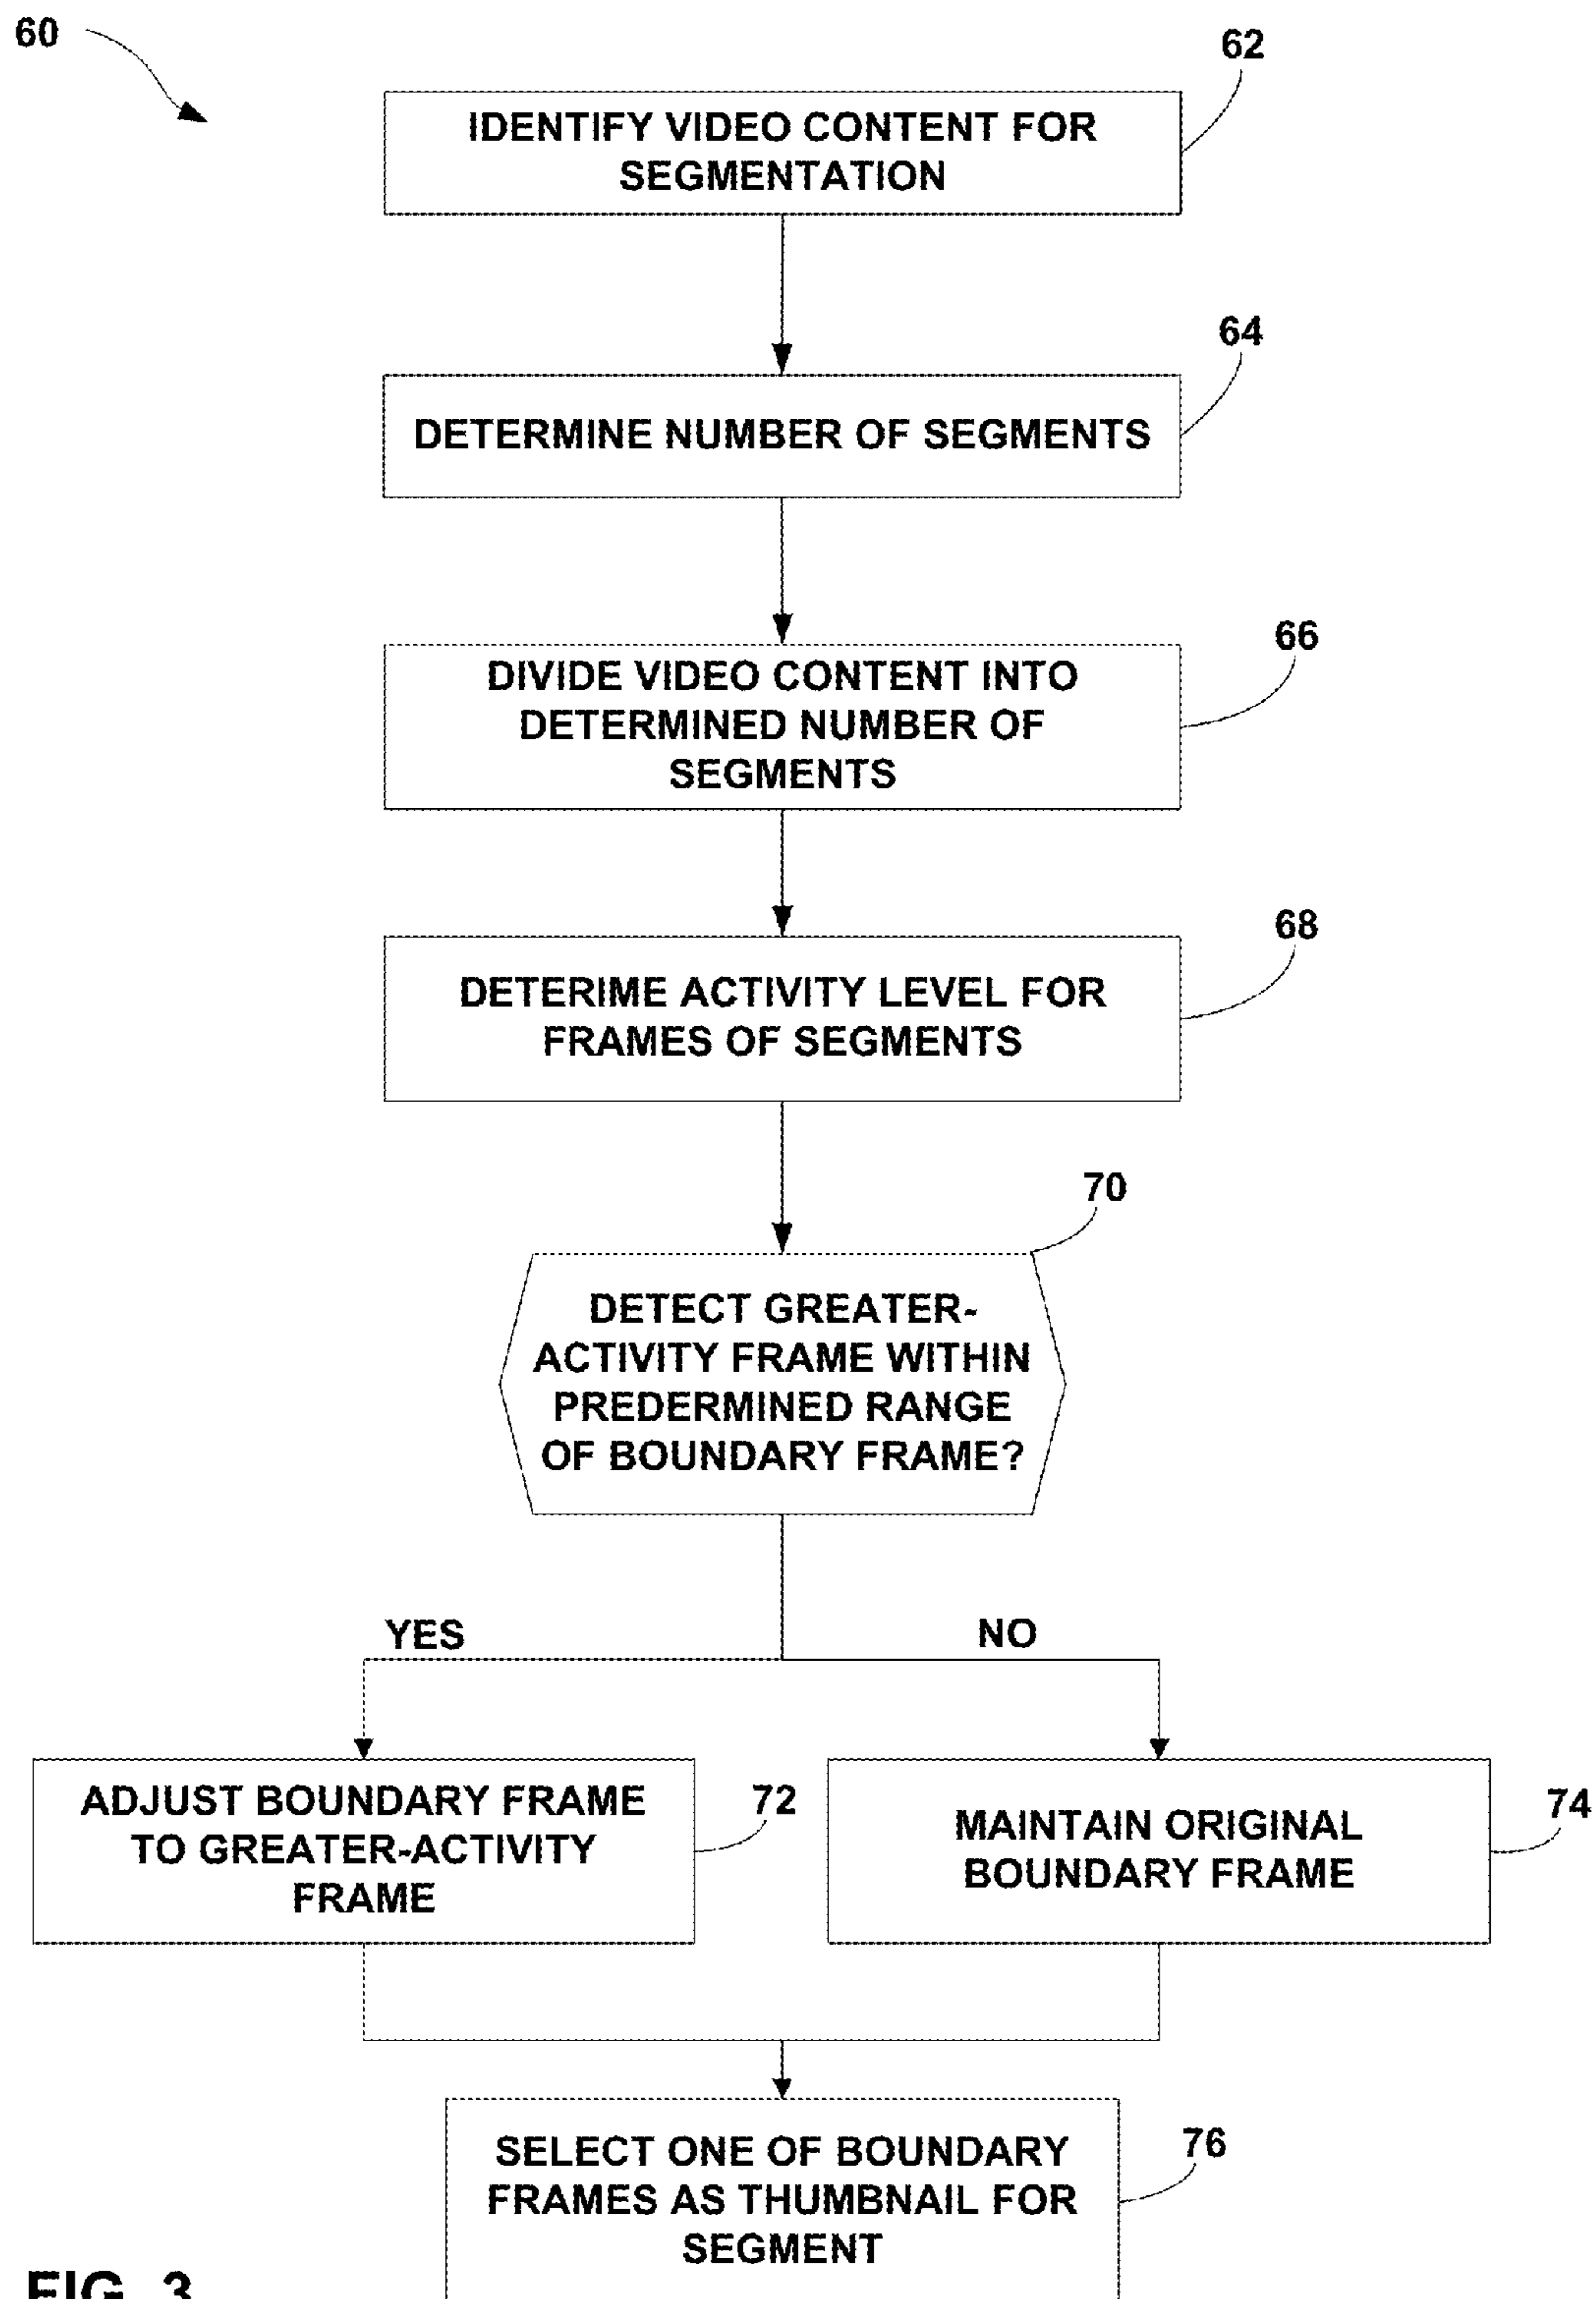 60
62
IDENTIFY VIDEO CONTENT FOR
SEGMENTATION
64
DETERMINE NUMBER OF SEGMENTS
66
DIVIDE VIDEO CONTENT INTO
DETERMINED NUMBER OF
SEGMENTS
68
DETERIME ACTIVITY LEVEL FOR
FRAMES OF SEGMENTS
70
DETECT GREATER-
ACTIVITY FRAME WITHIN
PREDERMINED RANGE
OF BOUNDARY FRAME?
YES
NO
ADJUST BOUNDARY FRAME
TO GREATER-ACTIVITY
FRAME
72
MAINTAIN ORIGINAL
BOUNDARY FRAME
74
SELECT ONE OF BOUNDARY
FRAMES AS THUMBNAIL FOR
SEGMENT
76
FIG. 3